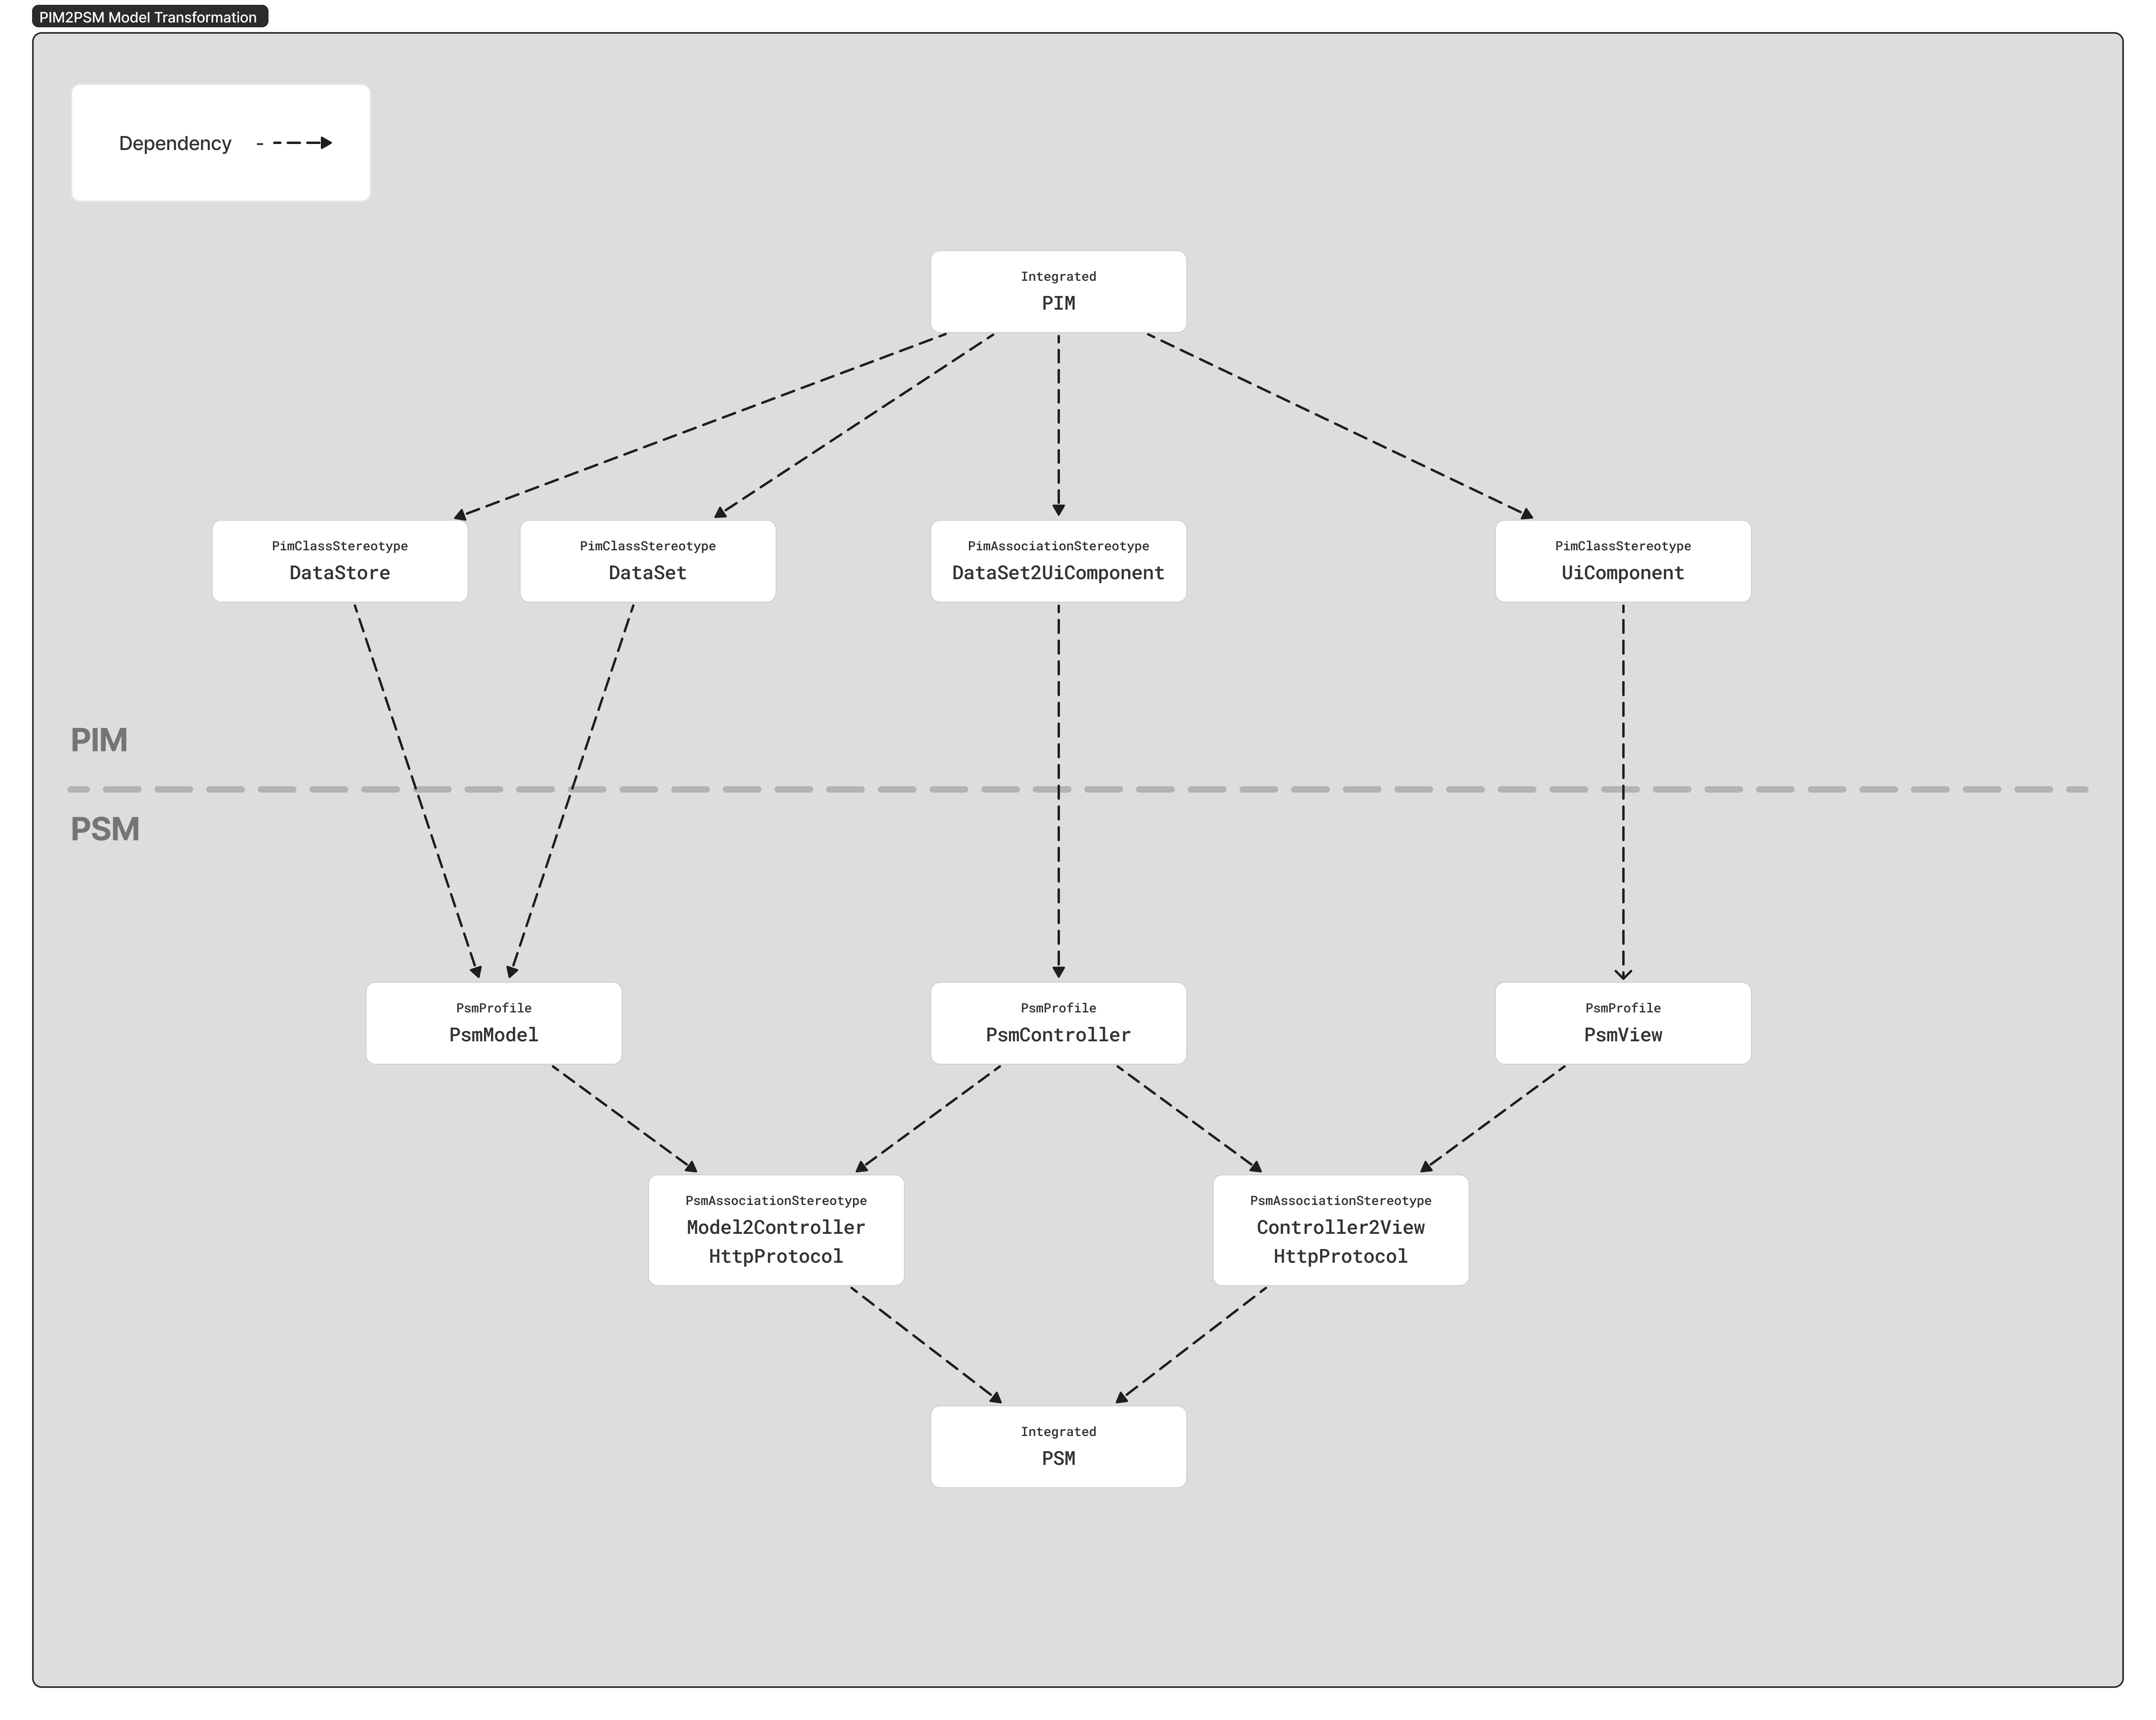 PIM2PSM Model Transformation
Dependency
Integrated
PIM
PimClassStereotype
DataStore
PimClassStereotype
DataSet
PimAssociationStereotype
DataSet2UiComponent
PimClassStereotype
UiComponent
PIM
PSM
PsmProfile
PsmModel
PsmProfile
PsmController
PsmProfile
PsmView
PsmAssociationStereotype
Model2Controller
HttpProtocol
PsmAssociationStereotype
Controller2View
HttpProtocol
Integrated
PSM